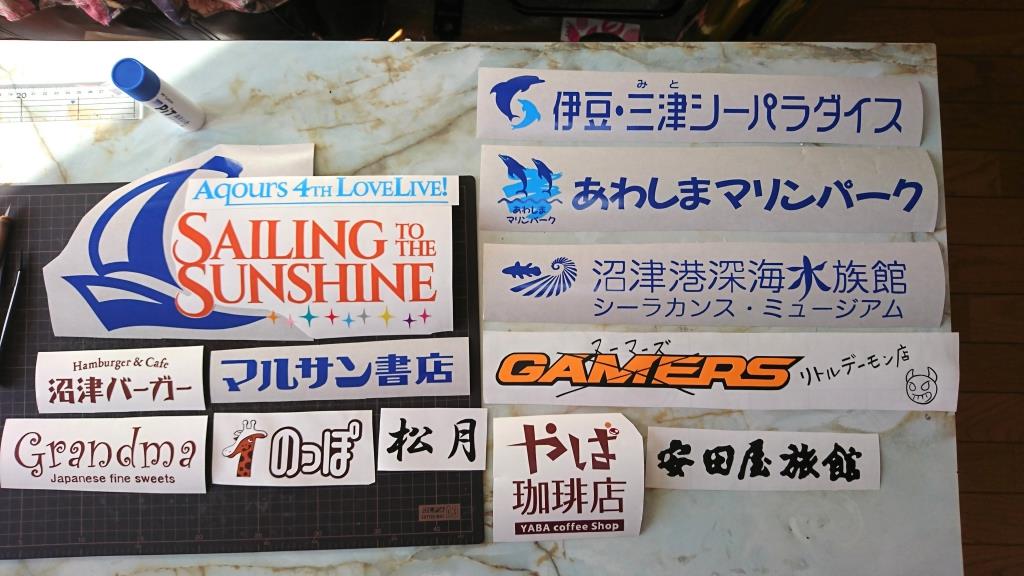 20
Aqours 4TH LoveLive!
SAILING TO THE
SUNSHINE
みと
伊豆・三津シーパラダイス
あわしま
マリンパーク
あわしまマリンパーク
沼津港深海水族館
シーラカンス・ミュージアム
ヌーマーズ
GAMERS
リトルデーモン店
Hamburger & Cafe
沼津バーガー
マルサン書店
Grandma
Japanese fine sweets
のっぽ
松月
やば
珈琲店
YABA coffee Shop
安田屋旅館